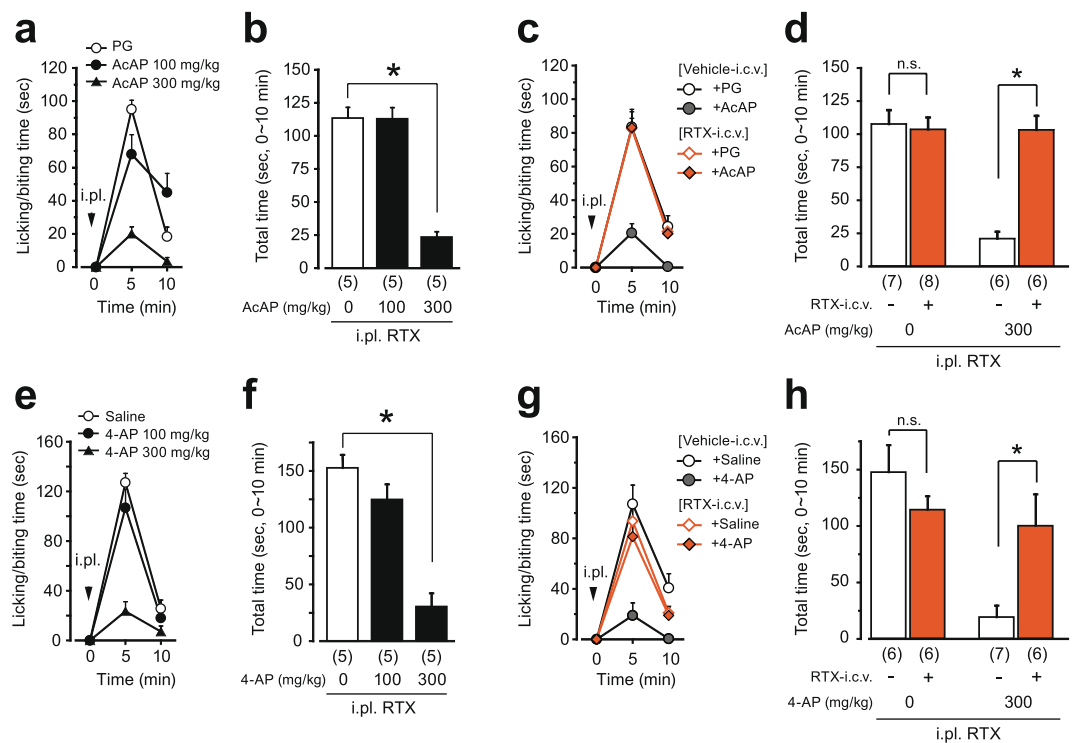 a
PG
AcAP 100 mg/kg
AcAP 300 mg/kg
Licking/biting time (sec)
120
100
80
60
40
20
0
i.pl.
0 5 10
Time (min)
b
Total time (sec, 0~10 min)
150
125
100
75
50
25
0
*
(5) (5) (5)
AcAP (mg/kg) 0 100 300
i.pl. RTX
c
[Vehicle-i.c.v.]
+PG
+AcAP
[RTX-i.c.v.]
+PG
+AcAP
Licking/biting time (sec)
120
100
80
60
40
20
0
i.pl.
0 5 10
Time (min)
d
Total time (sec, 0~10 min)
150
125
100
75
50
25
0
n.s.
*
(7) (8) (6) (6)
RTX-i.c.v. - + - +
AcAP (mg/kg) 0 300
i.pl. RTX
e
Saline
4-AP 100 mg/kg
4-AP 300 mg/kg
Licking/biting time (sec)
160
120
80
40
0
i.pl.
0 5 10
Time (min)
f
Total time (sec, 0~10 min)
150
100
50
0
*
(5) (5) (5)
4-AP (mg/kg) 0 100 300
i.pl. RTX
g
[Vehicle-i.c.v.]
+Saline
+4-AP
[RTX-i.c.v.]
+Saline
+4-AP
Licking/biting time (sec)
160
120
80
40
0
i.pl.
0 5 10
Time (min)
h
Total time (sec, 0~10 min)
150
100
50
0
n.s.
*
(6) (6) (7) (6)
RTX-i.c.v. - + - +
4-AP (mg/kg) 0 300
i.pl. RTX